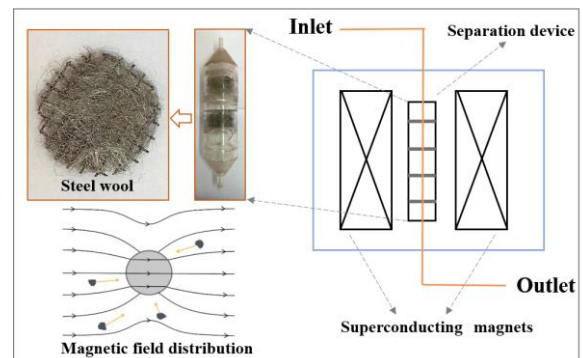 Inlet
Separation device
Steel wool
Outlet
Superconducting magnets
Magnetic field distribution